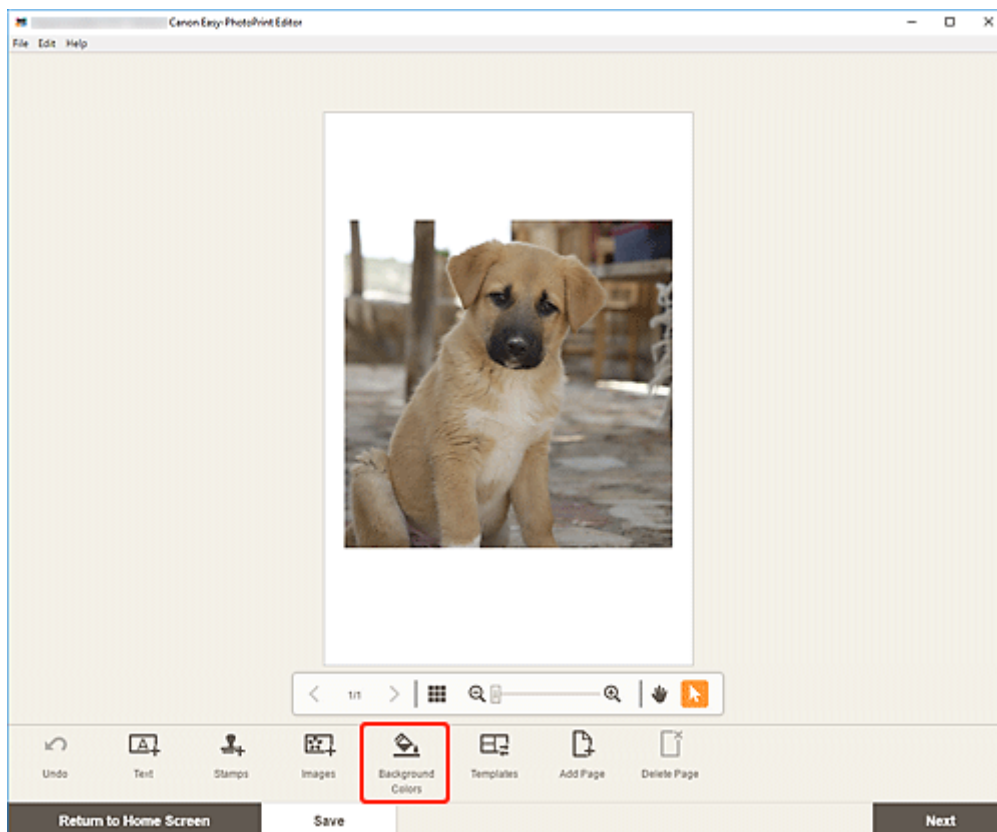 Canon Easy-PhotoPrint Editor
File Edit Help
1/1
Undo Text Stamps Images Background Colors Templates Add Page Delete Page
Return to Home Screen Save Next